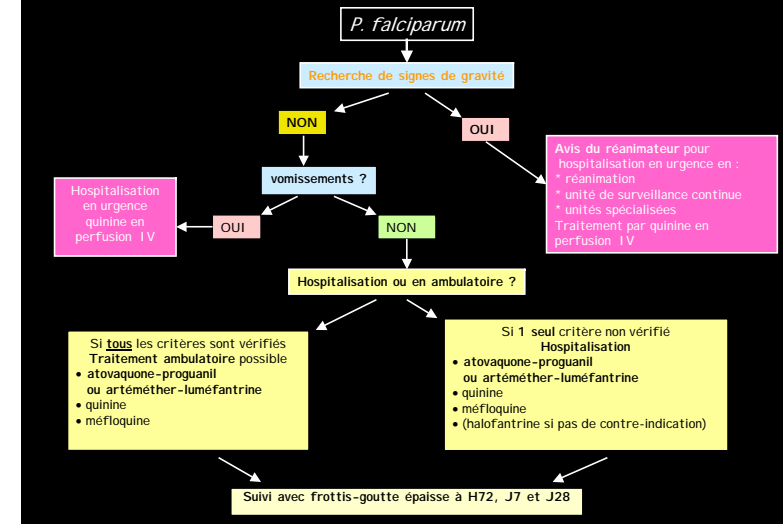 P. falciparum
Recherche de signes de gravité
NON
OUI
Avis du réanimateur pour
hospitalisation en urgence en :
* réanimation
* unité de surveillance continue
* unités spécialisées
Traitement par quinine en
perfusion IV
vomissements ?
Hospitalisation
en urgence
quinine en
perfusion IV
OUI
NON
Hospitalisation ou en ambulatoire ?
Si tous les critères sont vérifiés
Traitement ambulatoire possible
• atovaquone-proguanil
ou artéméther-luméfantrine
• quinine
• méfloquine
Si 1 seul critère non vérifié
Hospitalisation
• atovaquone-proguanil
ou artéméther-luméfantrine
• quinine
• méfloquine
• (halofantrine si pas de contre-indication)
Suivi avec frottis-goutte épaisse à H72, J7 et J28